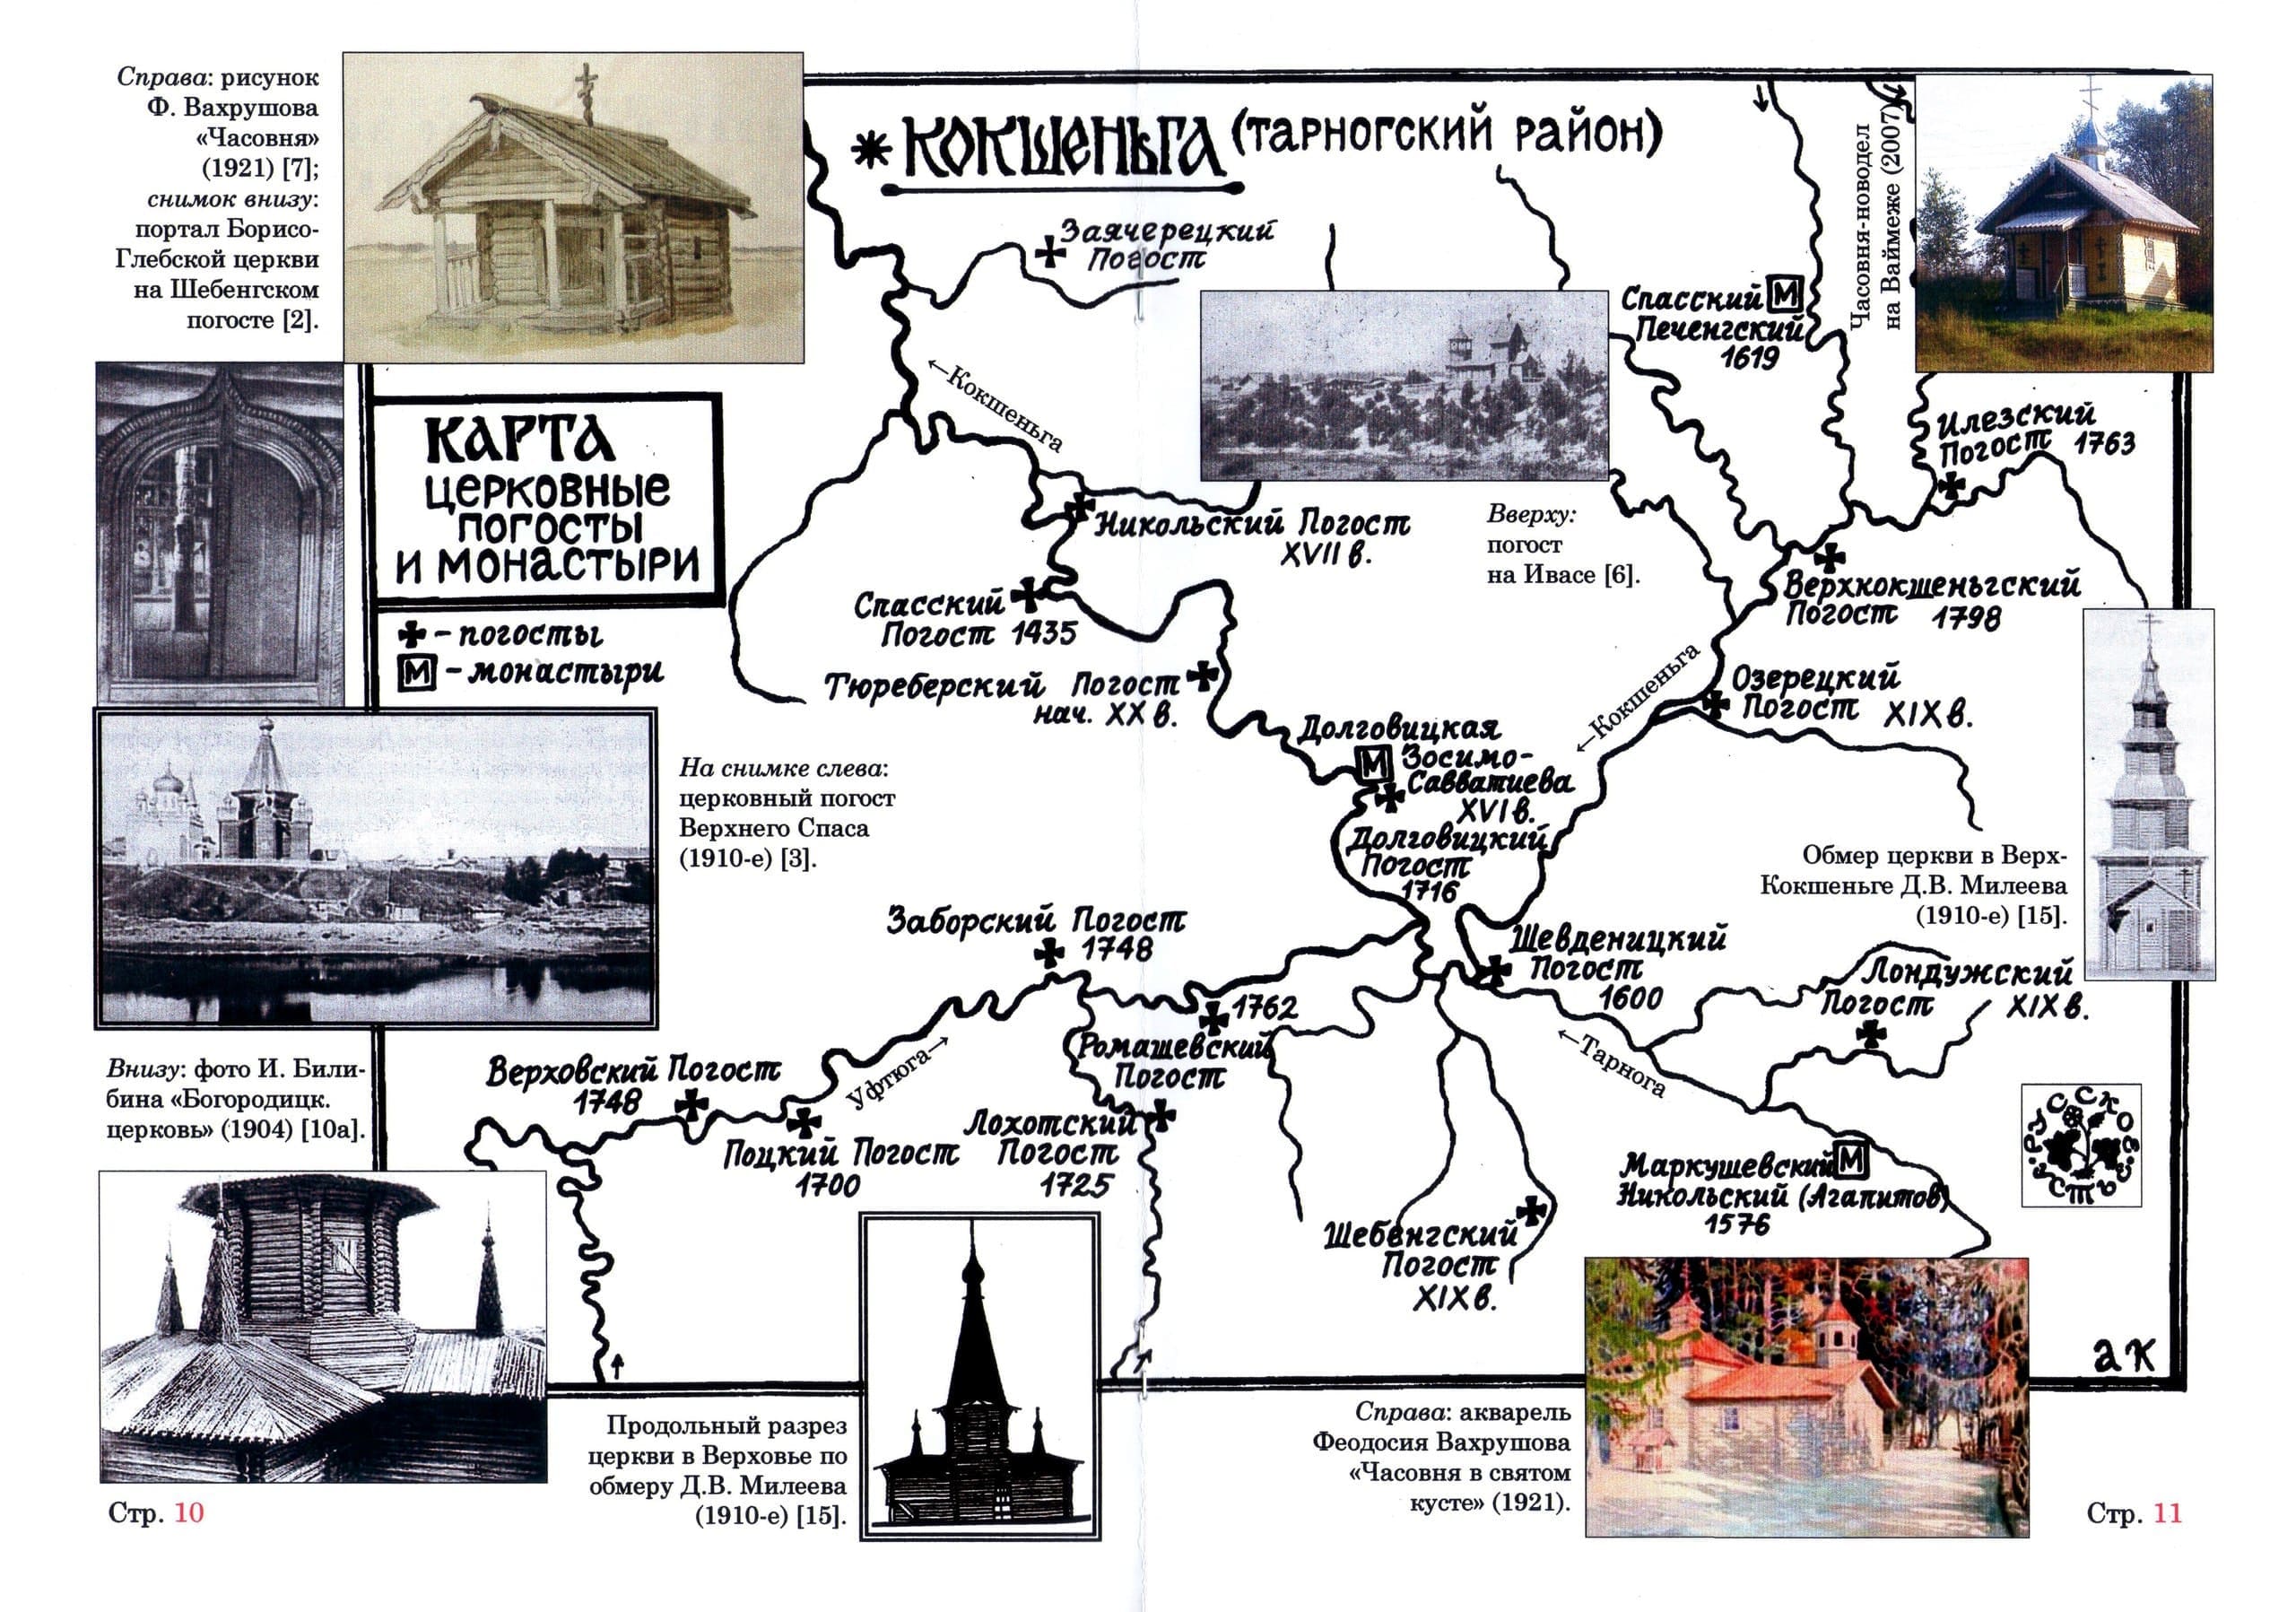 Справа: рисунок
Ф. Вахрушова
«Часовня»
(1921) [7];
снимок внизу:
портал Борисо-
Глебской церкви
на Шебенгском
погосте [2].
КОКШЕНЬГА (ТАРНОГСКИЙ РАЙОН)
Часовня-новодел
на Ваймеже (2007)
Заячерецкий
Погост
Спасский М
Печенгский
1619
←Кокшеньга
КАРТА
ЦЕРКОВНЫЕ
ПОГОСТЫ
И МОНАСТЫРИ
- погосты
М - монастыри
Илезский
Погост 1763
Никольский Погост
XVII в.
Вверху:
погост
на Ивасе [6].
Верхкокшеньгский
Погост 1798
Спасский
Погост 1435
Тюреберский Погост
нач. XX в.
←Кокшеньга
Озерецкий
Погост XIX в.
Долговицкая
М Зосимо-
Савватиева
XVI в.
Долговицкий
Погост
1716
На снимке слева:
церковный погост
Верхнего Спаса
(1910-е) [3].
Обмер церкви в Верх-
Кокшеньге Д.В. Милеева
(1910-е) [15].
Заборский Погост
1748
Шевденицкий
Погост
1600
Лондужский
Погост XIX в.
1762
Ромашевский
Погост
←Тарнога
Уфтюга→
Внизу: фото И. Били-
бина «Богородицк.
церковь» (1904) [10а].
Верховский Погост
1748
Поцкий Погост
1700
Лохотский
Погост
1725
Маркушевский М
Никольский (Агапитов)
1576
РУССКОЕ
УСТЬЕ
Шебенгский
Погост
XIX в.
ак
Продольный разрез
церкви в Верховье по
обмеру Д.В. Милеева
(1910-е) [15].
Справа: акварель
Феодосия Вахрушова
«Часовня в святом
кусте» (1921).
Стр. 10
Стр. 11